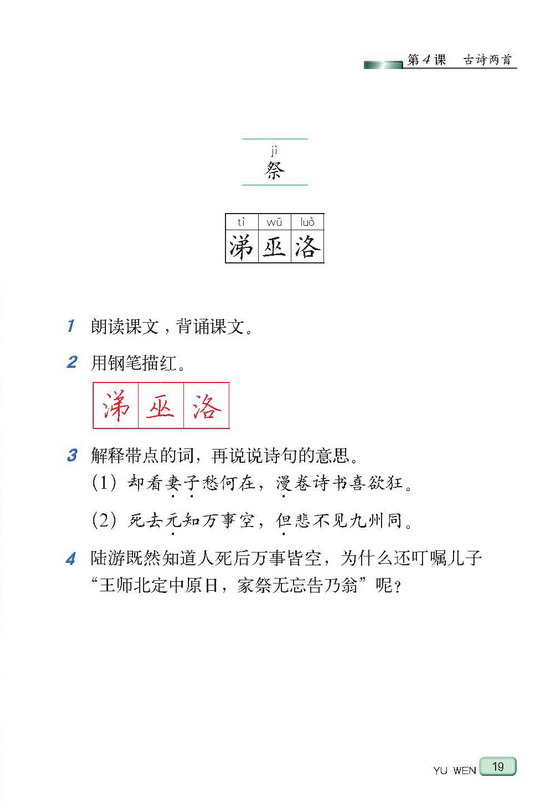 第4课 古诗两首
jì
祭
tì wū luò
涕 巫 洛
1 朗读课文，背诵课文。
2 用钢笔描红。
涕 巫 洛
3 解释带点的词，再说说诗句的意思。
（1）却看妻子愁何在，漫卷诗书喜欲狂。
（2）死去元知万事空，但悲不见九州同。
4 陆游既然知道人死后万事皆空，为什么还叮嘱儿子
“王师北定中原日，家祭无忘告乃翁”呢？
YU WEN 19